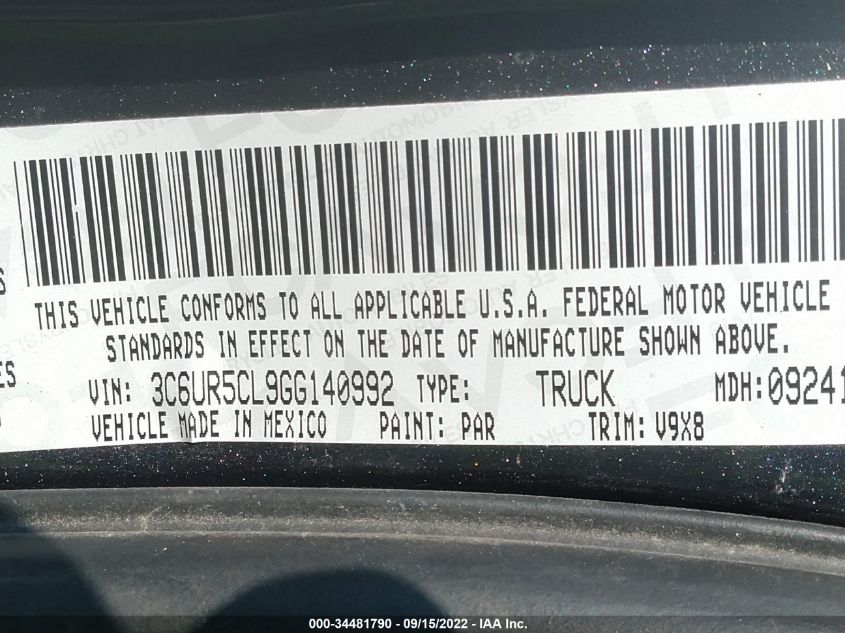 THIS VEHICLE CONFORMS TO ALL APPLICABLE U.S.A. FEDERAL MOTOR VEHICLE
STANDARDS IN EFFECT ON THE DATE OF MANUFACTURE SHOWN ABOVE.
VIN: 3C6UR5CL9GG140992 TYPE: TRUCK MDH:09241
VEHICLE MADE IN MEXICO PAINT: PAR TRIM: V9X8
000-34481790 - 09/15/2022 - IAA Inc.